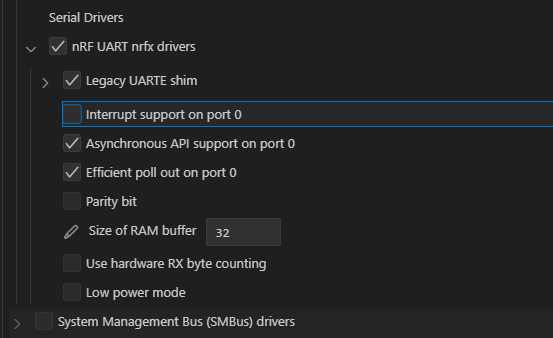 Serial Drivers
nRF UART nrfx drivers
Legacy UARTE shim
Interrupt support on port 0
Asynchronous API support on port 0
Efficient poll out on port 0
Parity bit
Size of RAM buffer 32
Use hardware RX byte counting
Low power mode
System Management Bus (SMBus) drivers